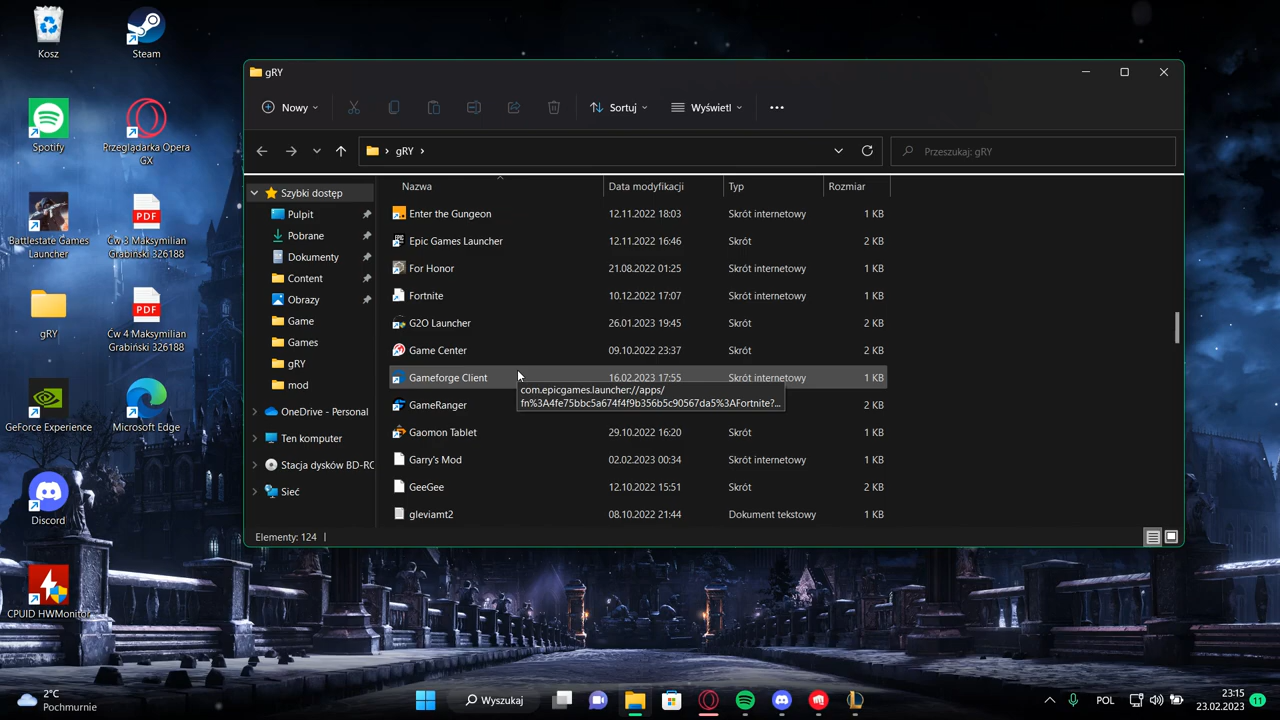 Kosz
Steam
Spotify
Przeglądarka Opera
GX
Battlestate Games
Launcher
Ćw 3 Maksymilian
Grabiński 326188
gRY
Ćw 4 Maksymilian
Grabiński 326188
GeForce Experience
Microsoft Edge
Discord
CPUID HWMonitor
gRY
Nowy
Sortuj
Wyświetl
gRY
Przeszukaj: gRY
Szybki dostęp
Pulpit
Pobrane
Dokumenty
Content
Obrazy
Game
Games
gRY
mod
OneDrive - Personal
Ten komputer
Stacja dysków BD-RO
Sieć
Nazwa Data modyfikacji Typ Rozmiar
Enter the Gungeon 12.11.2022 18:03 Skrót internetowy 1 KB
Epic Games Launcher 12.11.2022 16:46 Skrót 2 KB
For Honor 21.08.2022 01:25 Skrót internetowy 1 KB
Fortnite 10.12.2022 17:07 Skrót internetowy 1 KB
G2O Launcher 26.01.2023 19:45 Skrót 2 KB
Game Center 09.10.2022 23:37 Skrót 1 KB
Gameforge Client 16.02.2023 17:55 Skrót internetowy 1 KB
com.epicgames.launcher://apps/
fn%3A4fe75bbc5a674f4f9b356b5c90567da5%3AFortnite?...
GameRanger 2 KB
Gaomon Tablet 29.10.2022 16:20 Skrót 2 KB
Garry's Mod 02.02.2023 00:34 Skrót internetowy 1 KB
GeeGee 12.10.2022 15:51 Skrót 2 KB
gleviamt2 08.10.2022 21:44 Dokument tekstowy 1 KB
Elementy: 124
2°C
Pochmurnie
Wyszukaj
POL
23:15
23.02.2023
11